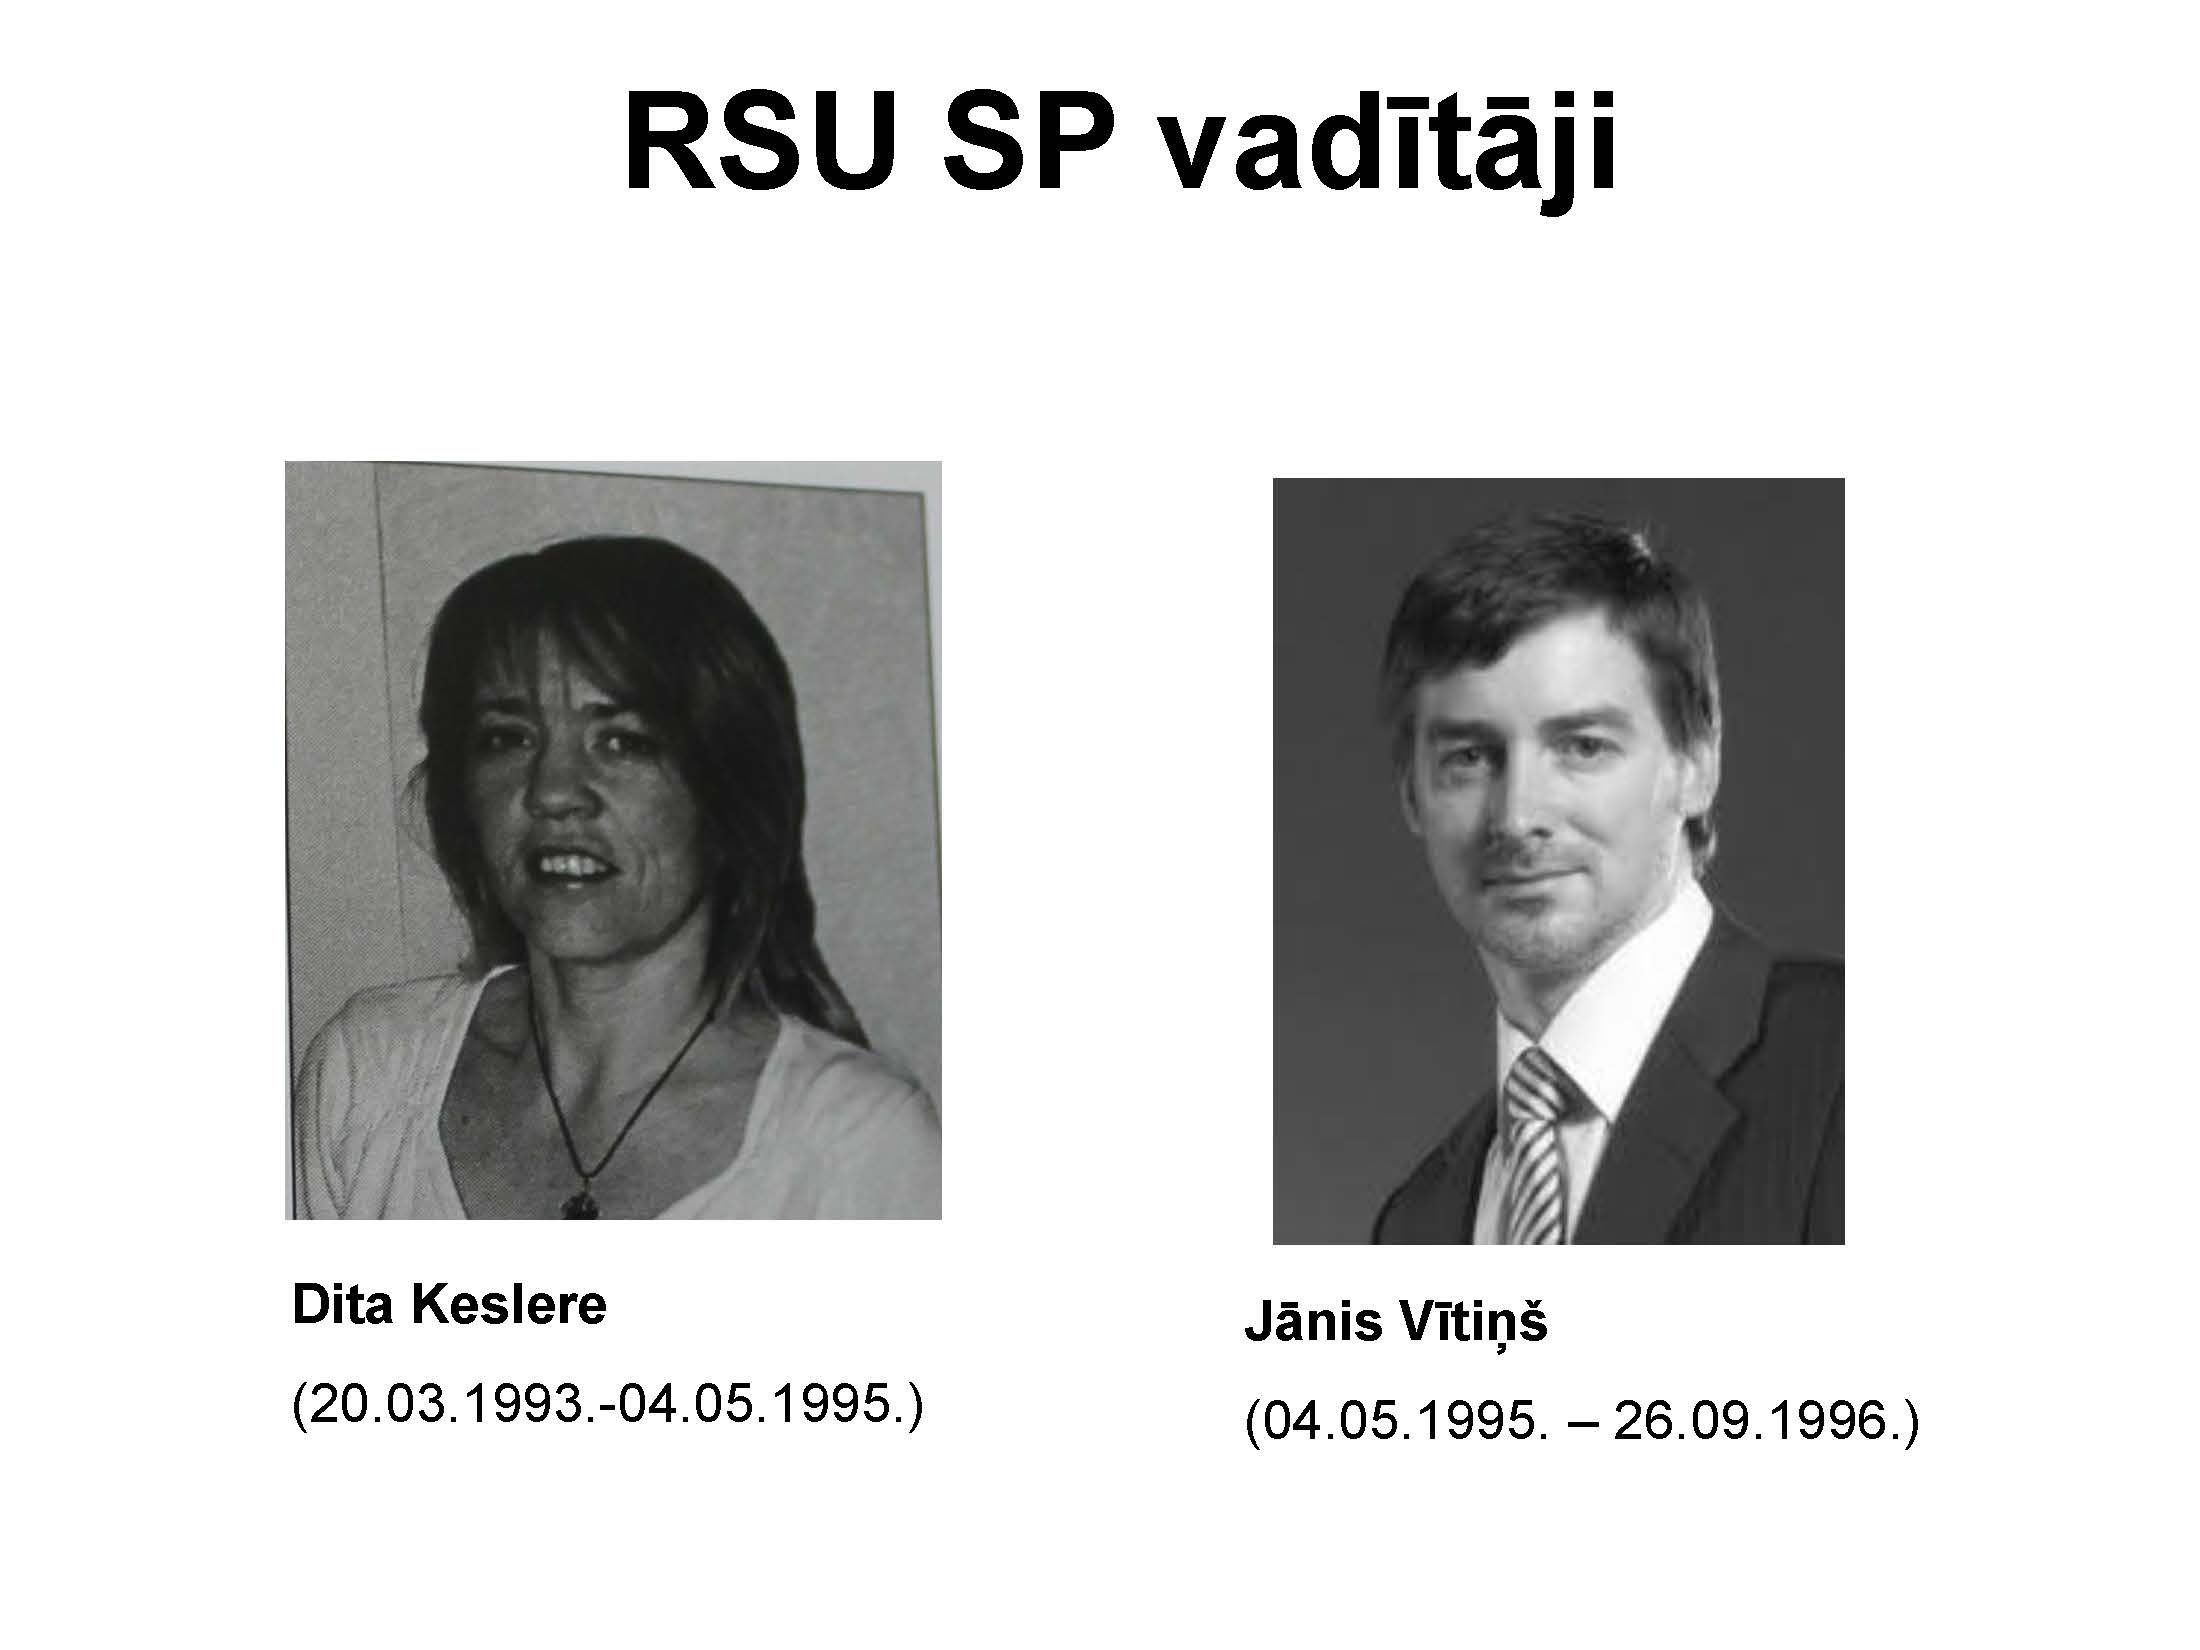 RSU SP vadītāji
Dita Keslere
(20.03.1993.-04.05.1995.)
Jānis Vītiņš
(04.05.1995. – 26.09.1996.)